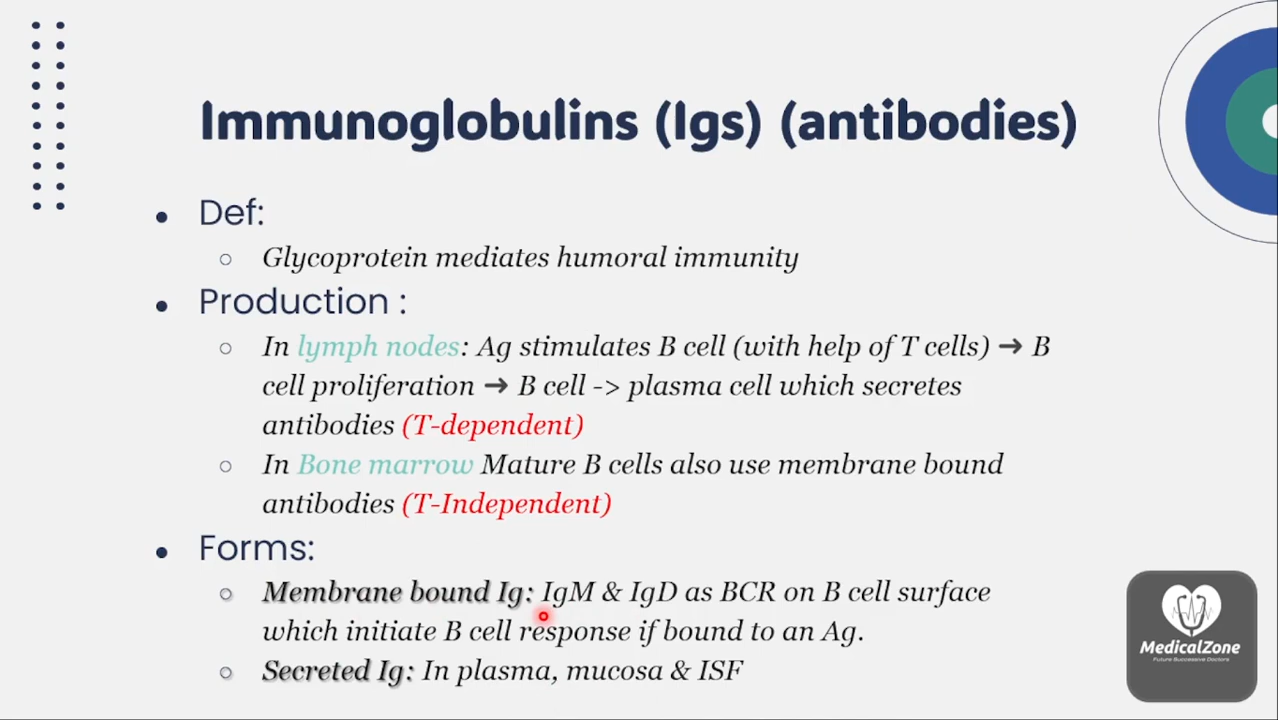 Immunoglobulins (Igs) (antibodies)
● Def:
○ Glycoprotein mediates humoral immunity
● Production :
○ In lymph nodes: Ag stimulates B cell (with help of T cells) ➔ B
cell proliferation ➔ B cell -> plasma cell which secretes
antibodies (T-dependent)
○ In Bone marrow Mature B cells also use membrane bound
antibodies (T-Independent)
● Forms:
○ Membrane bound Ig: IgM & IgD as BCR on B cell surface
which initiate B cell response if bound to an Ag.
○ Secreted Ig: In plasma, mucosa & ISF
MedicalZone
Future Successive Doctors